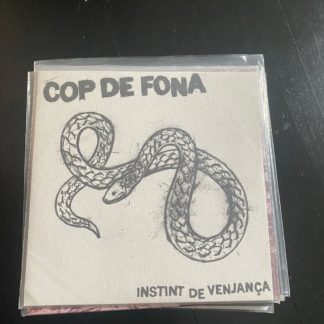 COP DE FONA
INSTINT DE VENJANÇA